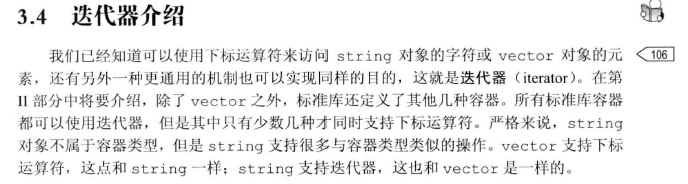 3.4 迭代器介绍
我们已经知道可以使用下标运算符来访问 string 对象的字符或 vector 对象的元
106
素，还有另外一种更通用的机制也可以实现同样的目的，这就是迭代器（iterator）。在第
II 部分中将要介绍，除了 vector 之外，标准库还定义了其他几种容器。所有标准库容器
都可以使用迭代器，但是其中只有少数几种才同时支持下标运算符。严格来说，string
对象不属于容器类型，但是 string 支持很多与容器类型类似的操作。vector 支持下标
运算符，这点和 string 一样；string 支持迭代器，这也和 vector 是一样的。